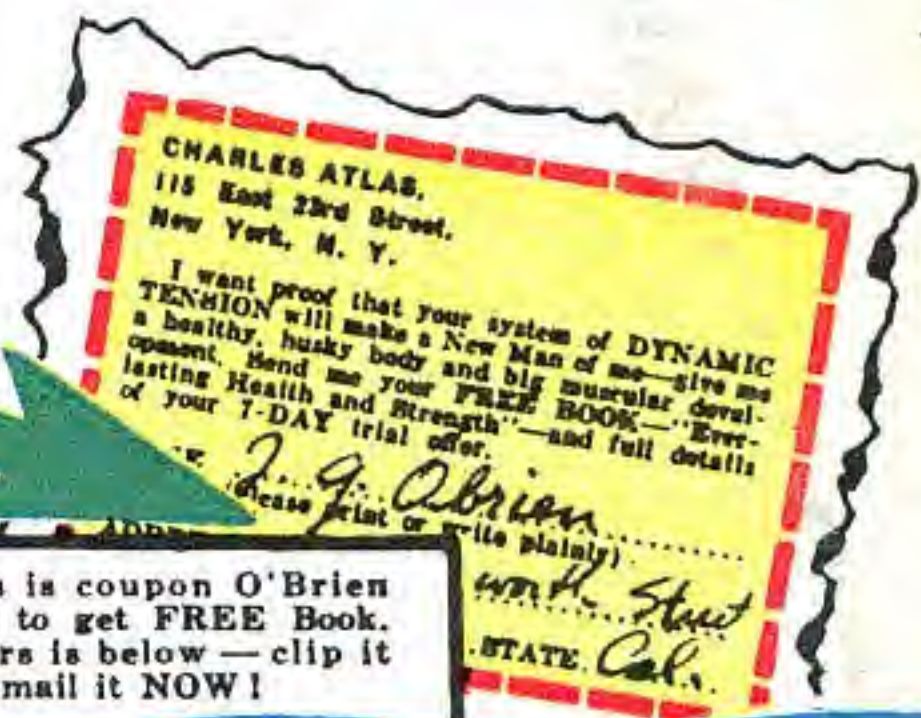 CHARLES ATLAS,
115 East 23rd Street,
New York, N. Y.
I want proof that your system of DYNAMIC
TENSION will make a New Man of me—give me
a healthy, husky body and big muscular devel-
opment. Send me your FREE BOOK—"Ever-
lasting Health and Strength"—and full details
of your 7-DAY trial offer.
J. G. Obrien
please print or write plainly)
ADDRE
worth Street
STATE. Cal.
is coupon O'Brien
to get FREE Book.
rs is below — clip it
mail it NOW!